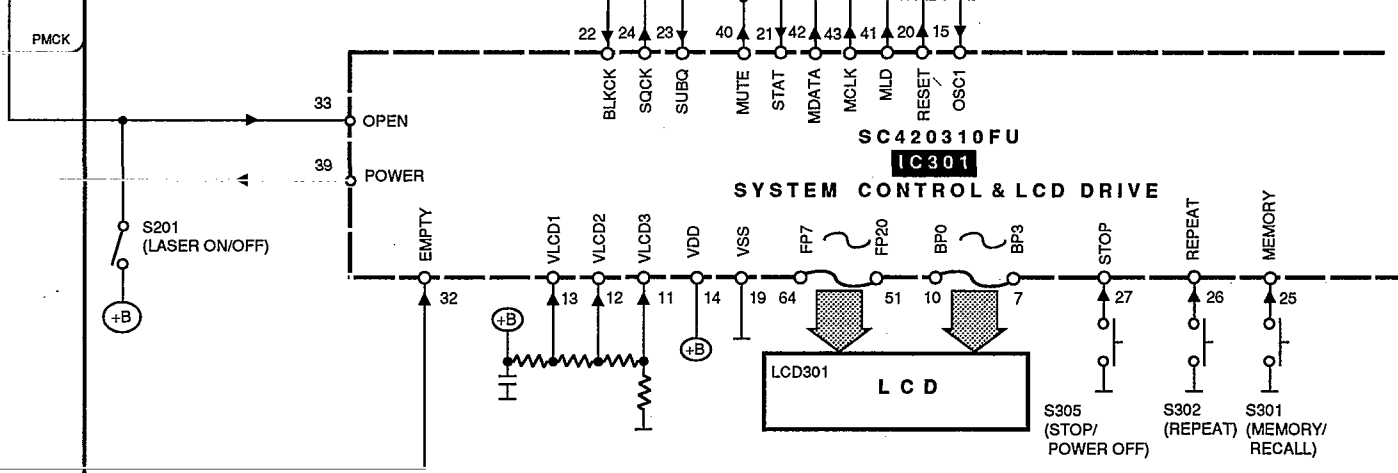 PMCK
22 24 23 40 21 42 43 41 20 15
BLKCK SQCK SUBQ MUTE STAT MDATA MCLK MLD RESET OSC1
33
OPEN
39
POWER
SC420310FU
IC301
SYSTEM CONTROL & LCD DRIVE
S201
(LASER ON/OFF)
+B
EMPTY VLCD1 VLCD2 VLCD3 VDD VSS FP7 FP20 BP0 BP3 STOP REPEAT MEMORY
32 13 12 11 14 19 64 51 10 7 27 26 25
+B
+B
LCD301
LCD
S305
(STOP/
POWER OFF)
S302
(REPEAT)
S301
(MEMORY/
RECALL)